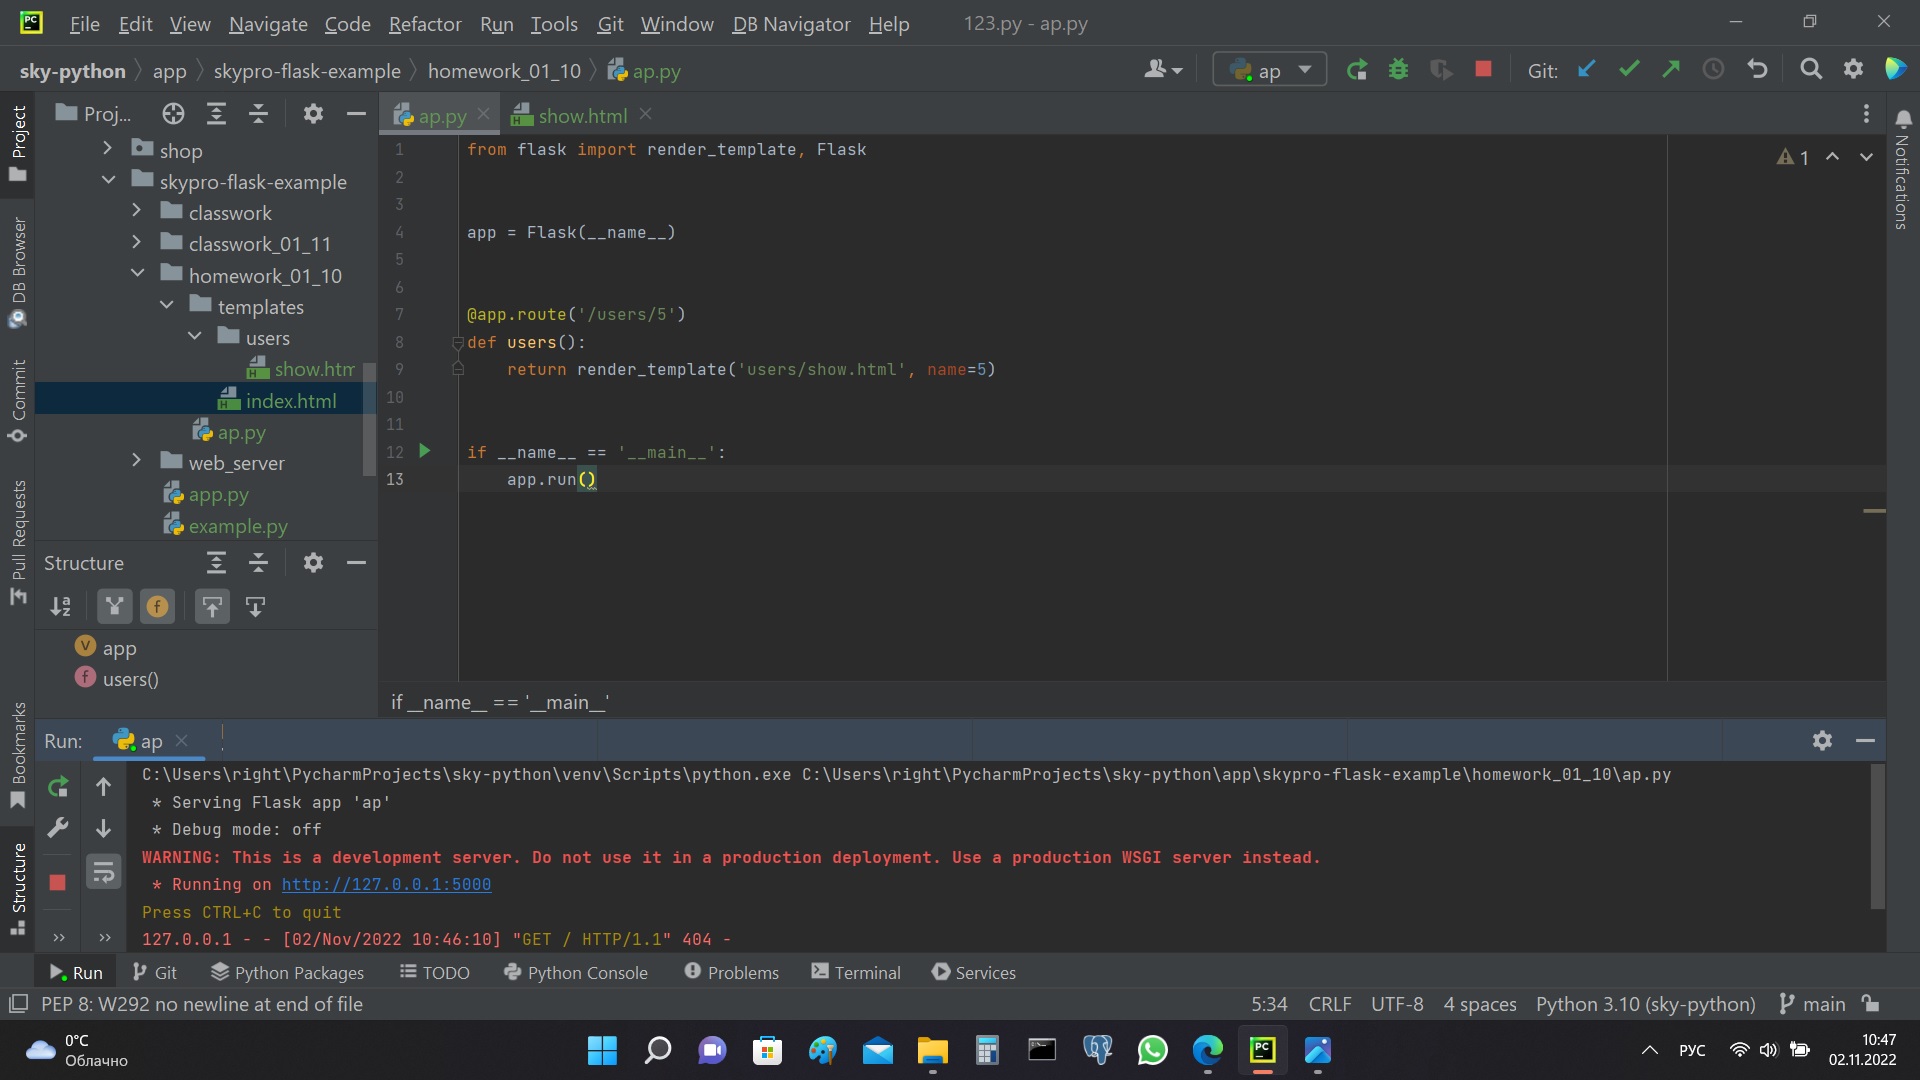 PC File Edit View Navigate Code Refactor Run Tools Git Window DB Navigator Help 123.py - ap.py
sky-python app skypro-flask-example homework_01_10 ap.py
ap
Git:
Project
DB Browser
Commit
Pull Requests
Bookmarks
Structure
Notifications
Proj...
shop
skypro-flask-example
classwork
classwork_01_11
homework_01_10
templates
users
show.htm
index.html
ap.py
web_server
app.py
example.py
Structure
app
users()
ap.py show.html
1 from flask import render_template, Flask
2
3
4 app = Flask(__name__)
5
6
7 @app.route('/users/5')
8 def users():
9 return render_template('users/show.html', name=5)
10
11
12 if __name__ == '__main__':
13 app.run()
1
if __name__ == '__main__'
Run: ap
C:\Users\right\PycharmProjects\sky-python\venv\Scripts\python.exe C:\Users\right\PycharmProjects\sky-python\app\skypro-flask-example\homework_01_10\ap.py
* Serving Flask app 'ap'
* Debug mode: off
WARNING: This is a development server. Do not use it in a production deployment. Use a production WSGI server instead.
* Running on http://127.0.0.1:5000
Press CTRL+C to quit
127.0.0.1 - - [02/Nov/2022 10:46:10] "GET / HTTP/1.1" 404 -
Run Git Python Packages TODO Python Console Problems Terminal Services
PEP 8: W292 no newline at end of file 5:34 CRLF UTF-8 4 spaces Python 3.10 (sky-python) main
0°C
Облачно
РУС
10:47
02.11.2022